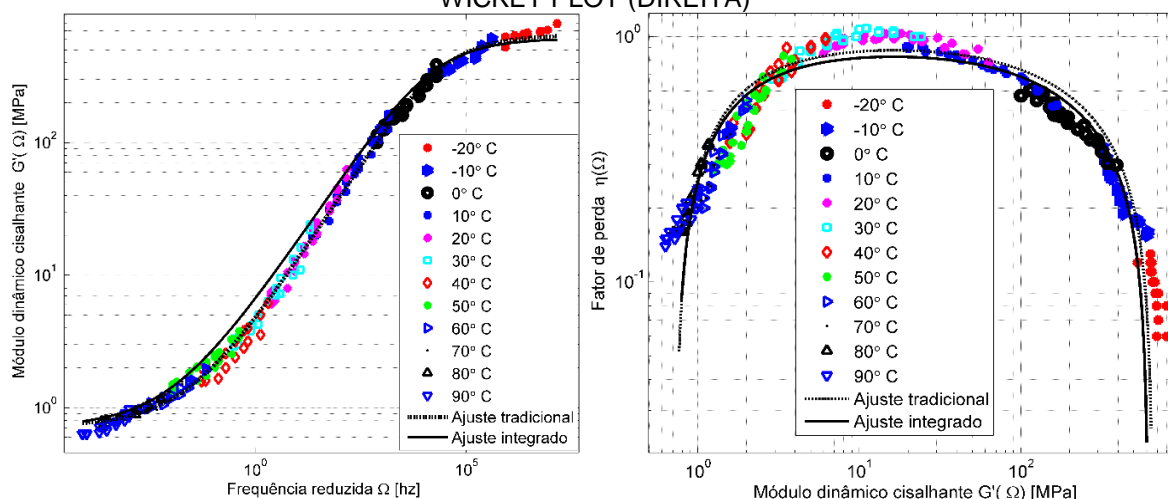 WICKET PLOT (DIREITA)
Módulo dinâmico cisalhante G'( Ω) [MPa]
10^2
10^1
10^0
10^0
10^5
Frequência reduzida Ω [hz]
-20° C
-10° C
0° C
10° C
20° C
30° C
40° C
50° C
60° C
70° C
80° C
90° C
Ajuste tradicional
Ajuste integrado
Fator de perda η(Ω)
10^0
10^-1
10^0
10^1
10^2
Módulo dinâmico cisalhante G'( Ω) [MPa]
-20° C
-10° C
0° C
10° C
20° C
30° C
40° C
50° C
60° C
70° C
80° C
90° C
Ajuste tradicional
Ajuste integrado